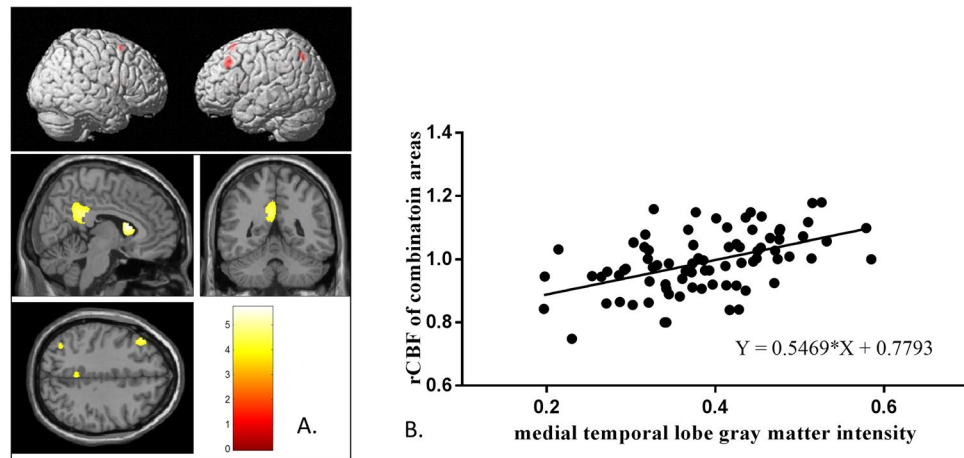 5
4
3
2
1
0
A.
rCBF of combinatoin areas
1.4
1.2
1.0
0.8
0.6
0.2
0.4
0.6
Y = 0.5469*X + 0.7793
medial temporal lobe gray matter intensity
B.